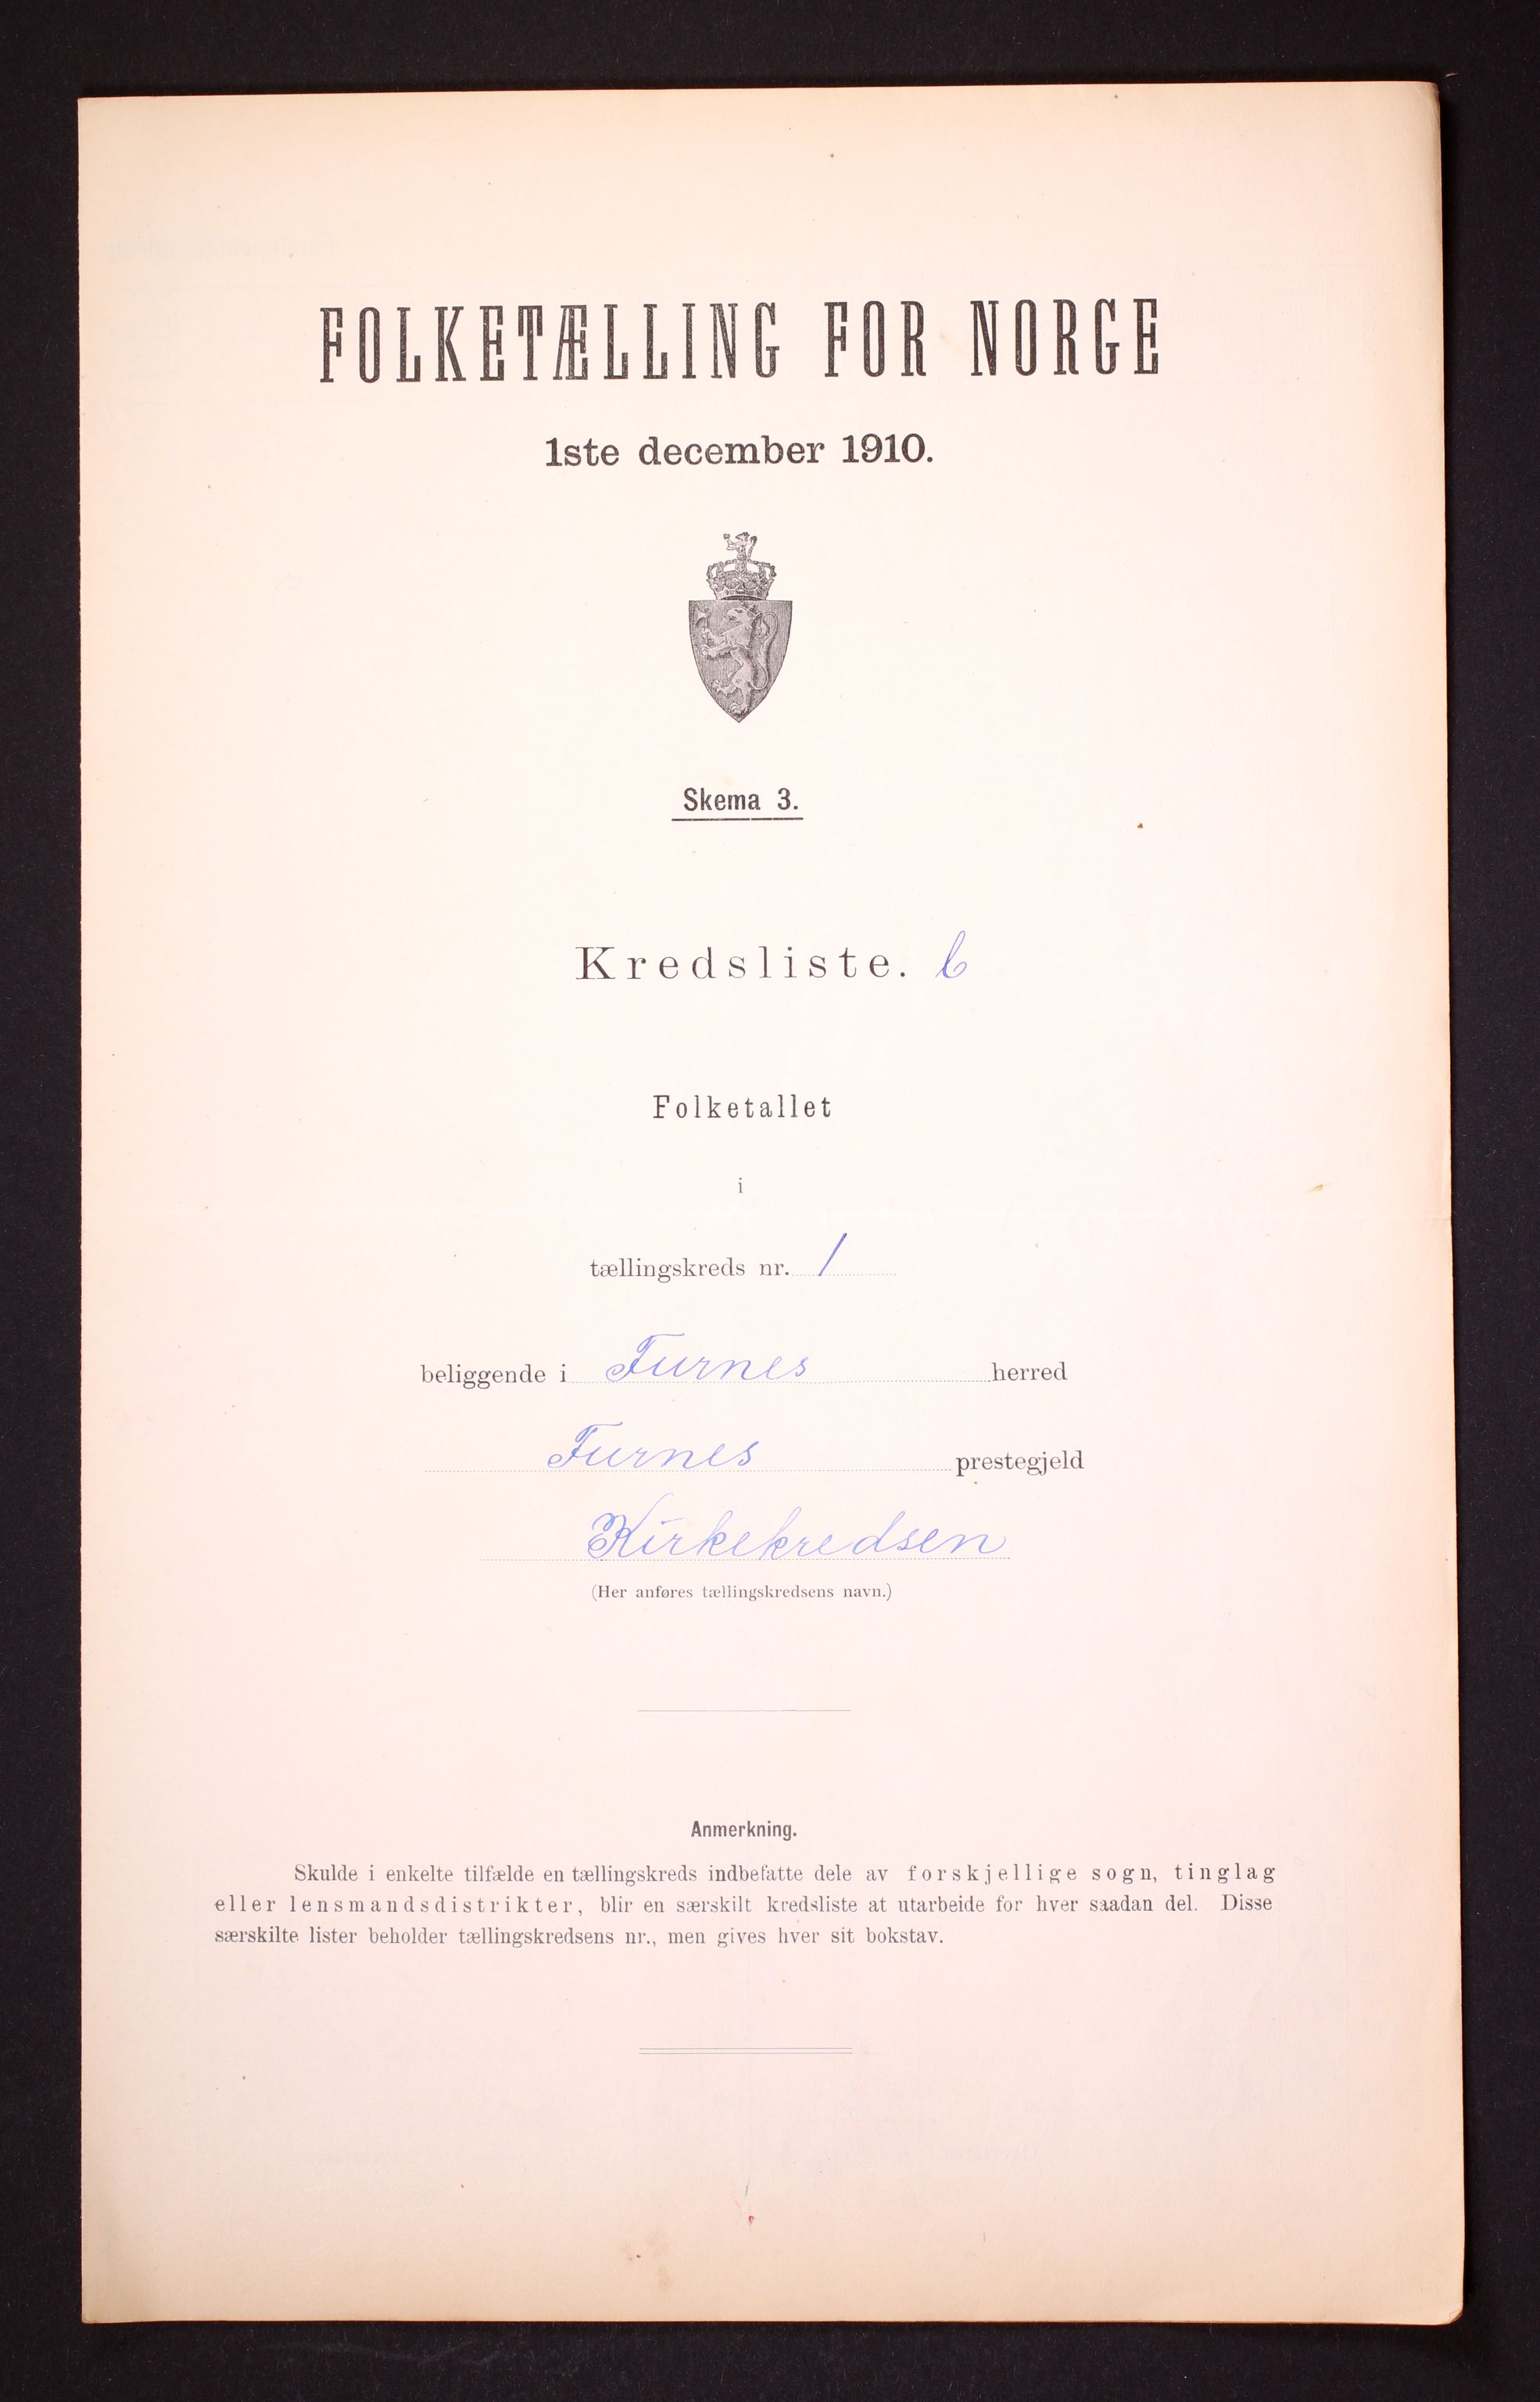 FOLKETÆLLING FOR NORGE
1ste december 1910.
Skema 3.
Kredsliste. b
Folketallet
i
tællingskreds nr. 1
beliggende i Furnes herred
Furnes prestegjeld
Kirkekredsen
(Her anføres tællingskredsens navn.)
Anmerkning.
Skulde i enkelte tilfælde en tællingskreds indbefatte dele av forskjellige sogn, tinglag
eller lensmandsdistrikter, blir en særskilt kredsliste at utarbeide for hver saadan del. Disse
særskilte lister beholder tællingskredsens nr., men gives hver sit bokstav.